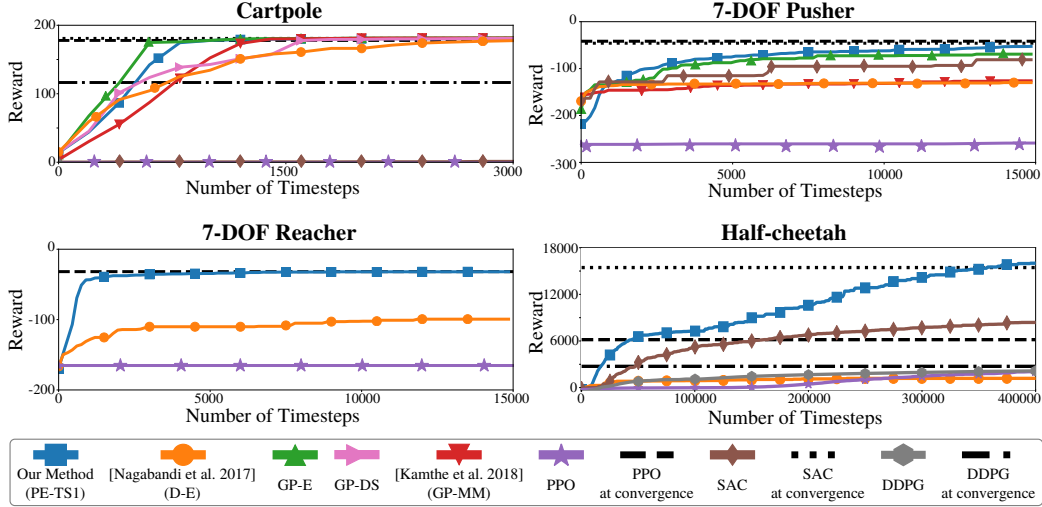 Cartpole
200
100
0
0
1500
3000
Reward
Number of Timesteps
7-DOF Pusher
0
-100
-200
-300
0
5000
10000
15000
Reward
Number of Timesteps
7-DOF Reacher
0
-100
-200
0
5000
10000
15000
Reward
Number of Timesteps
Half-cheetah
18000
14000
6000
0
0
100000
200000
300000
400000
Reward
Number of Timesteps
Our Method
(PE-TS1)
[Nagabandi et al. 2017]
(D-E)
GP-E
GP-DS
[Kamthe et al. 2018]
(GP-MM)
PPO
PPO
at convergence
SAC
SAC
at convergence
DDPG
DDPG
at convergence